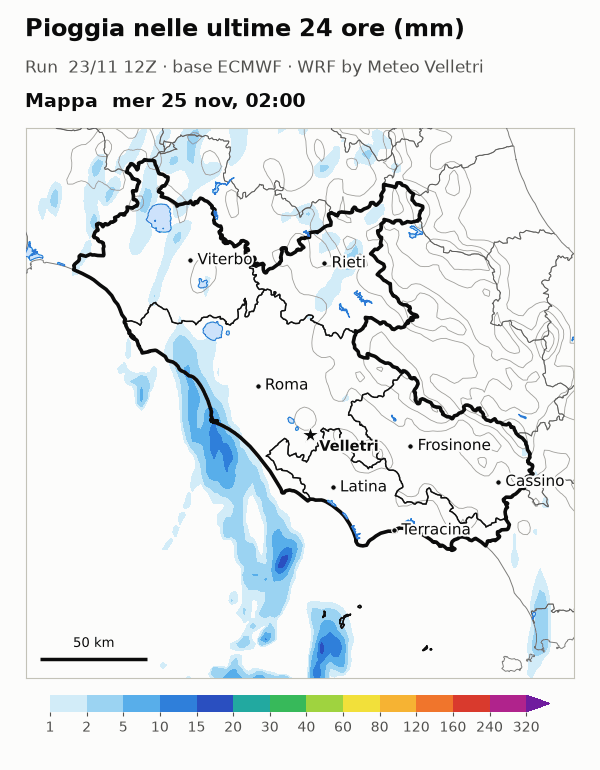 Pioggia nelle ultime 24 ore (mm)
Run 23/11 12Z · base ECMWF · WRF by Meteo Velletri
Mappa mer 25 nov, 02:00
Viterbo
Rieti
Roma
Velletri
Frosinone
Latina
Cassino
Terracina
50 km
1 2 5 10 15 20 30 40 60 80 120 160 240 320